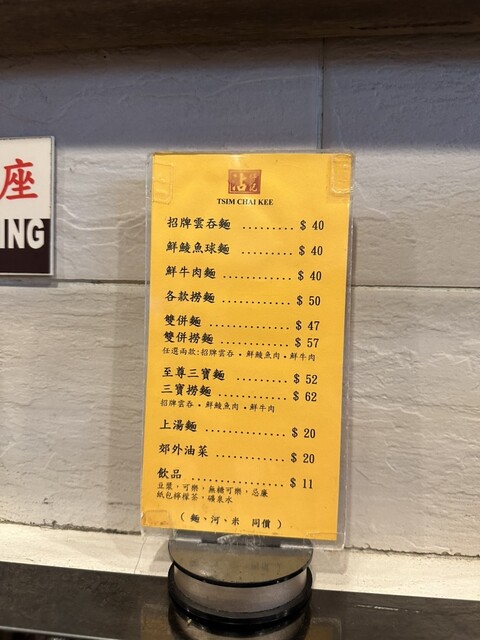 座
ING
沾仔記
TSIM CHAI KEE
招牌雲吞麵 ......... $ 40
鮮鯪魚球麵 ......... $ 40
鮮牛肉麵 ............ $ 40
各款撈麵 ............ $ 50
雙併麵 .............. $ 47
雙併撈麵 ............ $ 57
任選兩款:招牌雲吞・鮮鯪魚肉・鮮牛肉
至尊三寶麵 ......... $ 52
三寶撈麵 ............ $ 62
招牌雲吞・鮮鯪魚肉・鮮牛肉
上湯麵 .............. $ 20
郊外油菜 ............ $ 20
飲品 ................ $ 11
豆漿，可樂，無糖可樂，忌廉
紙包檸檬茶，礦泉水
( 麵、河、米 同價 )